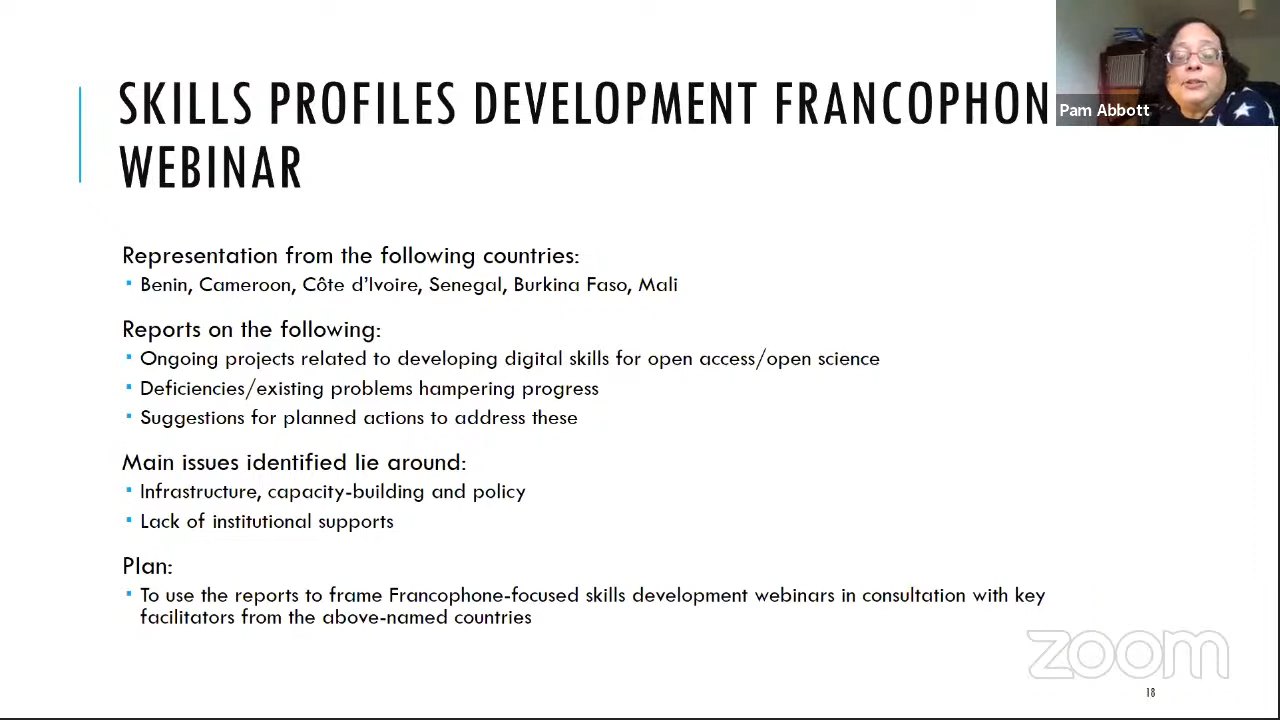 SKILLS PROFILES DEVELOPMENT FRANCOPHON
WEBINAR
Pam Abbott
Representation from the following countries:
▪ Benin, Cameroon, Côte d'Ivoire, Senegal, Burkina Faso, Mali
Reports on the following:
▪ Ongoing projects related to developing digital skills for open access/open science
▪ Deficiencies/existing problems hampering progress
▪ Suggestions for planned actions to address these
Main issues identified lie around:
▪ Infrastructure, capacity-building and policy
▪ Lack of institutional supports
Plan:
▪ To use the reports to frame Francophone-focused skills development webinars in consultation with key
facilitators from the above-named countries
zoom
18